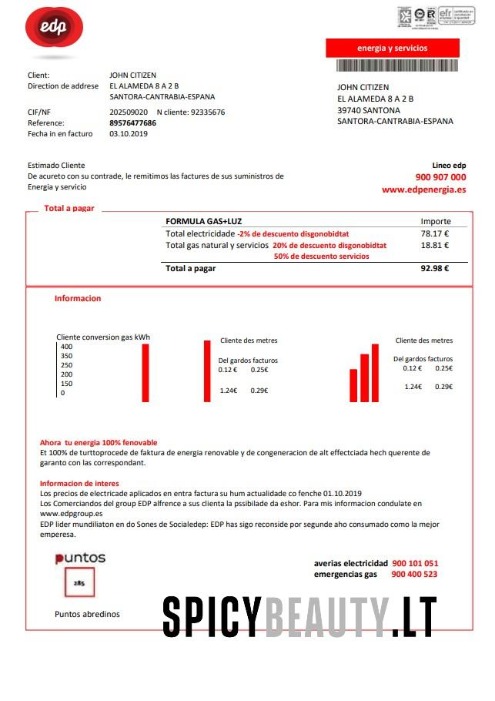 edp
energia y servicios
Client: JOHN CITIZEN
Direction de addrese EL ALAMEDA 8 A 2 B
SANTORA-CANTRABIA-ESPANA
CIF/NF 202509020 N cliente: 92335676
Reference: 89576477686
Fecha in en facturo 03.10.2019
JOHN CITIZEN
EL ALAMEDA 8 A 2 B
39740 SANTONA
SANTORA-CANTRABIA-ESPANA
Estimado Cliente
De acureto con su contrade, le remitimos las factures de sus suministros de
Energia y servicio
Lineo edp
900 907 000
www.edpenergia.es
Total a pagar
FORMULA GAS+LUZ Importe
Total electricidade -2% de descuento disgonobidtat 78.17 €
Total gas natural y servicios 20% de descuento disgonobidtat 18.81 €
50% de descuento servicios
Total a pagar 92.98 €
Informacion
Cliente conversion gas kWh
400
350
250
200
150
0
Cliente des metres
Del gardos facturos
0.12 € 0.25€
1.24€ 0.29€
Cliente des metres
Del gardos facturos
0.12 € 0.25€
1.24€ 0.29€
Ahora tu energia 100% fenovable
Et 100% de turttoprocede de faktura de energia renovable y de congeneracion de alt effectciada hech querente de
garanto con las correspondant.
Informacion de interes
Los precios de electricade aplicados en entra factura su hum actualidade co fenche 01.10.2019
Los Comerciandos del group EDP alfrence a sus clienta la pssibilade da eshor. Para mis informacion condulate en
www.edpgroup.es
EDP lider mundiliaton en do Sones de Socialedep: EDP has sigo reconside por segunde aho consumado como la mejor
emperesa.
puntos
285
Puntos abredinos
averias electricidad 900 101 051
emergencias gas 900 400 523
SPICYBEAUTY.LT